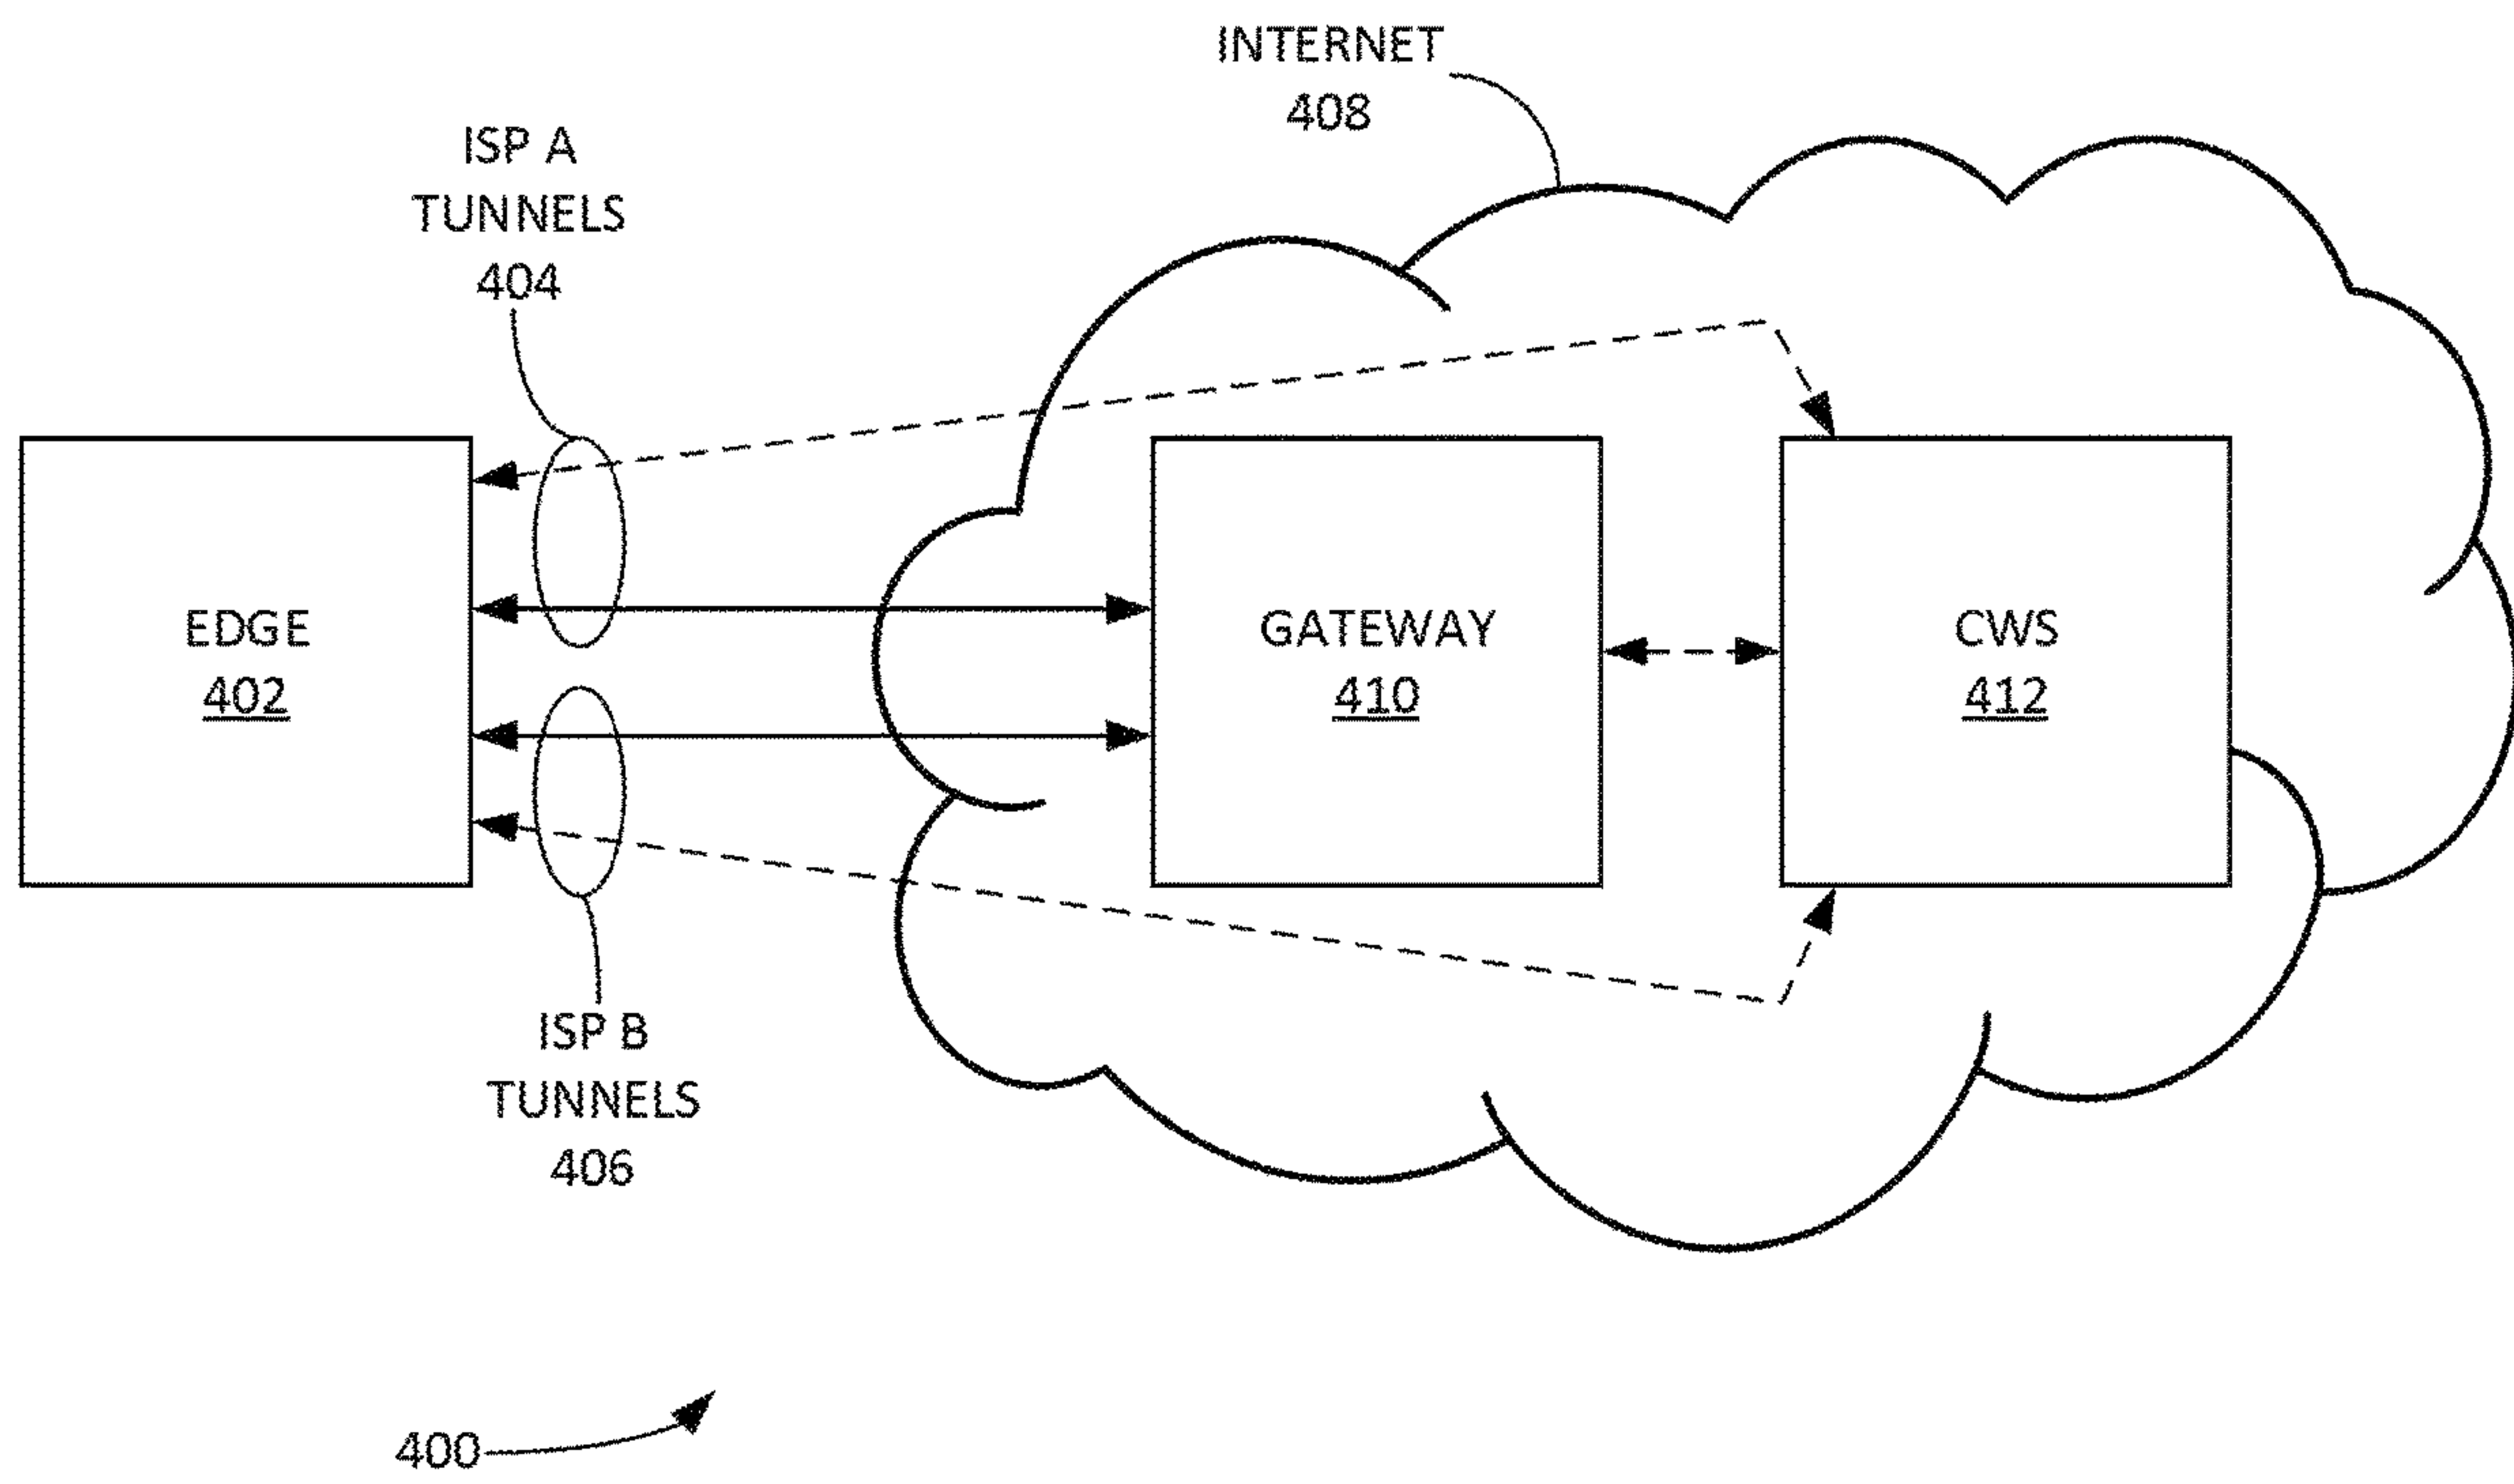 INTERNET
408
ISP A
TUNNELS
404
EDGE
402
GATEWAY
410
CWS
412
ISP B
TUNNELS
406
400